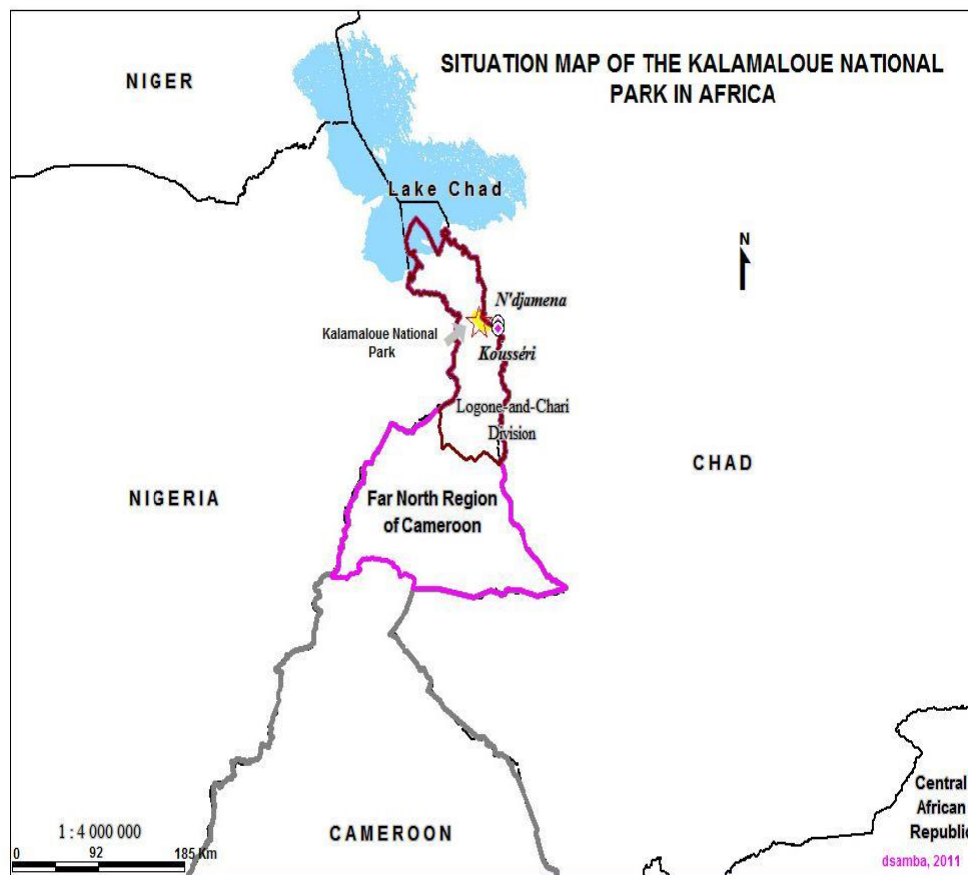 SITUATION MAP OF THE KALAMALOUE NATIONAL
PARK IN AFRICA
NIGER
Lake Chad
N
N'djamena
Kalamaloue National
Park
Kousséri
Logone-and-Chari
Division
CHAD
NIGERIA
Far North Region
of Cameroon
Central
African
Republic
1 : 4 000 000
CAMEROON
0 92 185 Km
dsamba, 2011